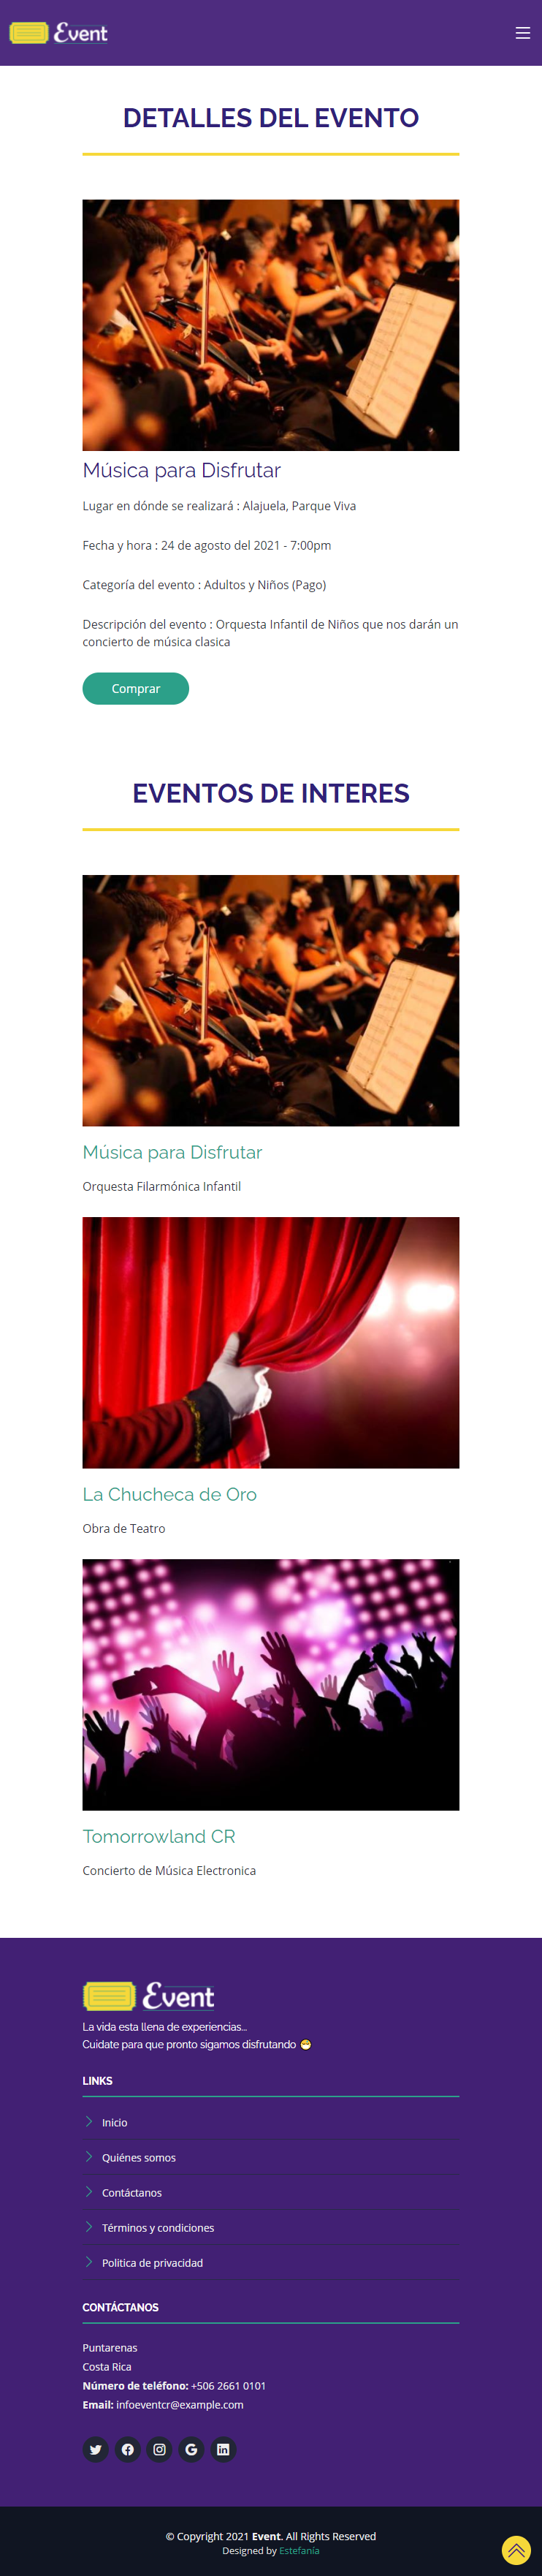 Event
DETALLES DEL EVENTO
Música para Disfrutar
Lugar en dónde se realizará : Alajuela, Parque Viva
Fecha y hora : 24 de agosto del 2021 - 7:00pm
Categoría del evento : Adultos y Niños (Pago)
Descripción del evento : Orquesta Infantil de Niños que nos darán un
concierto de música clasica
Comprar
EVENTOS DE INTERES
Música para Disfrutar
Orquesta Filarmónica Infantil
La Chucheca de Oro
Obra de Teatro
Tomorrowland CR
Concierto de Música Electronica
Event
La vida esta llena de experiencias...
Cuidate para que pronto sigamos disfrutando 😷
LINKS
Inicio
Quiénes somos
Contáctanos
Términos y condiciones
Politica de privacidad
CONTÁCTANOS
Puntarenas
Costa Rica
Número de teléfono: +506 2661 0101
Email: infoeventcr@example.com
© Copyright 2021 Event. All Rights Reserved
Designed by Estefanía